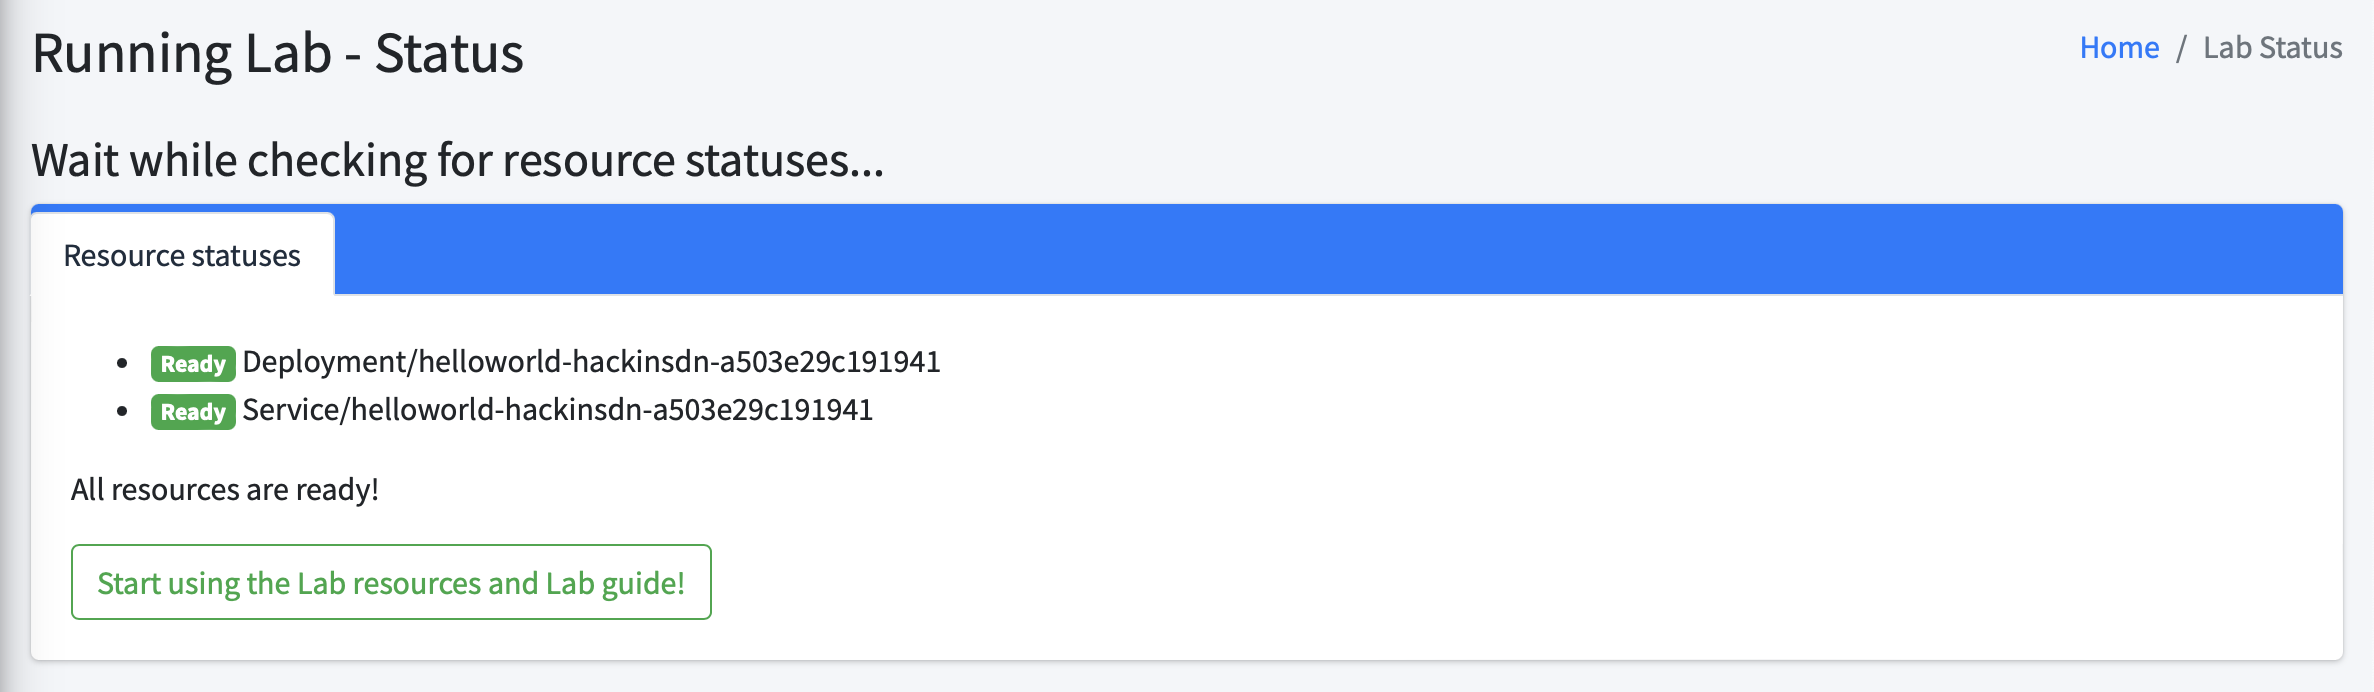 Running Lab - Status
Home / Lab Status
Wait while checking for resource statuses...
Resource statuses
Ready Deployment/helloworld-hackinsdn-a503e29c191941
Ready Service/helloworld-hackinsdn-a503e29c191941
All resources are ready!
Start using the Lab resources and Lab guide!